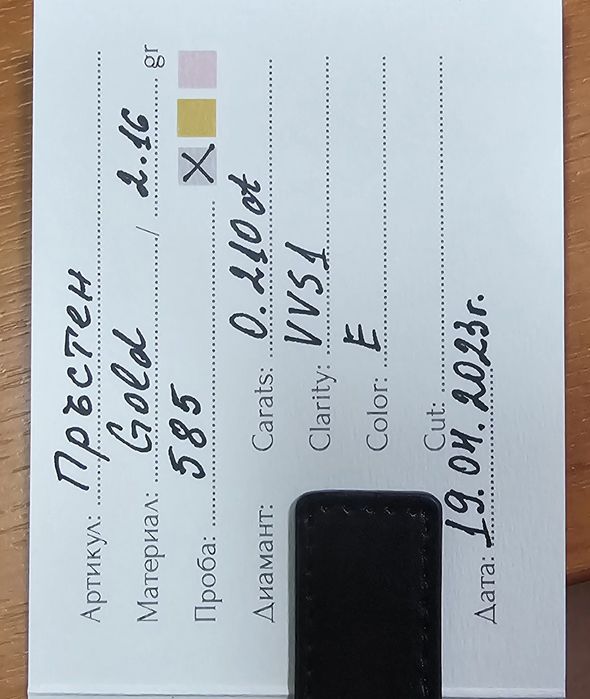 Артикул: Пръстен
Материал: Gold / 2.16 gr
Проба: 585 X
Диамант: Carats: 0.210 ct
Clarity: VVS1
Color: E
Cut:
Дата: 19.04.2023г.